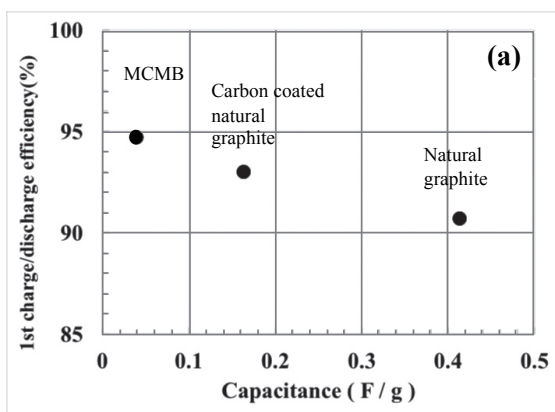 100
(a)
MCMB
Carbon coated
natural
graphite
95
Natural
graphite
90
85
0
0.1
0.2
0.3
0.4
0.5
1st charge/discharge efficiency(%)
Capacitance ( F / g )